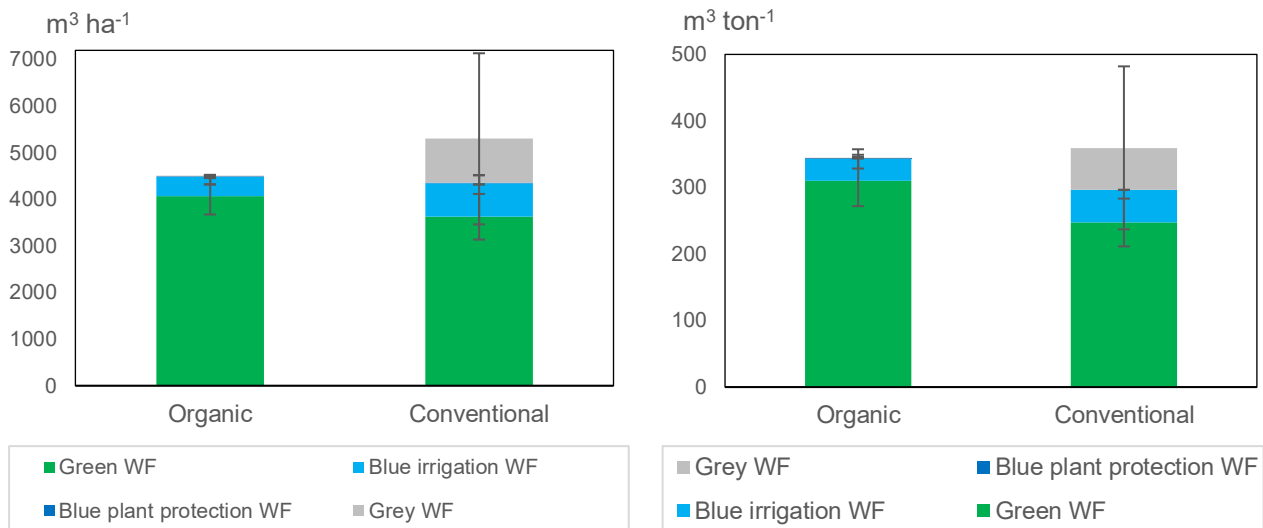 m³ ha⁻¹
7000
6000
5000
4000
3000
2000
1000
0
Organic Conventional
Green WF Blue irrigation WF
Blue plant protection WF Grey WF
m³ ton⁻¹
500
400
300
200
100
0
Organic Conventional
Grey WF Blue plant protection WF
Blue irrigation WF Green WF